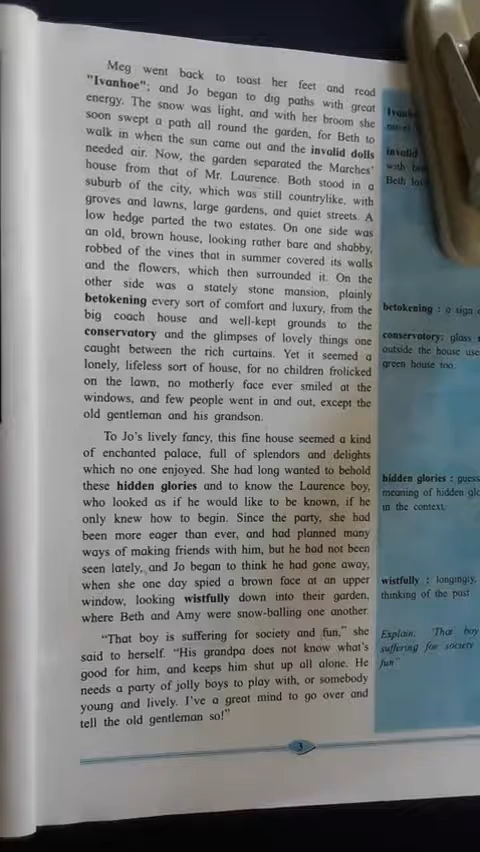 Meg went back to toast her feet and read
"Ivanhoe"; and Jo began to dig paths with great
energy. The snow was light, and with her broom she
soon swept a path all round the garden, for Beth to
walk in when the sun came out and the invalid dolls
needed air. Now, the garden separated the Marches'
house from that of Mr. Laurence. Both stood in a
suburb of the city, which was still countrylike, with
groves and lawns, large gardens, and quiet streets. A
low hedge parted the two estates. On one side was
an old, brown house, looking rather bare and shabby,
robbed of the vines that in summer covered its walls
and the flowers, which then surrounded it. On the
other side was a stately stone mansion, plainly
betokening every sort of comfort and luxury, from the
big coach house and well-kept grounds to the
conservatory and the glimpses of lovely things one
caught between the rich curtains. Yet it seemed a
lonely, lifeless sort of house, for no children frolicked
on the lawn, no motherly face ever smiled at the
windows, and few people went in and out, except the
old gentleman and his grandson.
To Jo's lively fancy, this fine house seemed a kind
of enchanted palace, full of splendors and delights
which no one enjoyed. She had long wanted to behold
these hidden glories and to know the Laurence boy,
who looked as if he would like to be known, if he
only knew how to begin. Since the party, she had
been more eager than ever, and had planned many
ways of making friends with him, but he had not been
seen lately, and Jo began to think he had gone away,
when she one day spied a brown face at an upper
window, looking wistfully down into their garden,
where Beth and Amy were snow-balling one another.
"That boy is suffering for society and fun," she
said to herself. "His grandpa does not know what's
good for him, and keeps him shut up all alone. He
needs a party of jolly boys to play with, or somebody
young and lively. I've a great mind to go over and
tell the old gentleman so!"
invalid
with
Beth
betokening : a sign
conservatory: glass
outside the house use
green house too.
hidden glories : guess
meaning of hidden
in the context.
wistfully : longingly,
thinking of the past
Explain, 'That boy
suffering for society
fun"
3